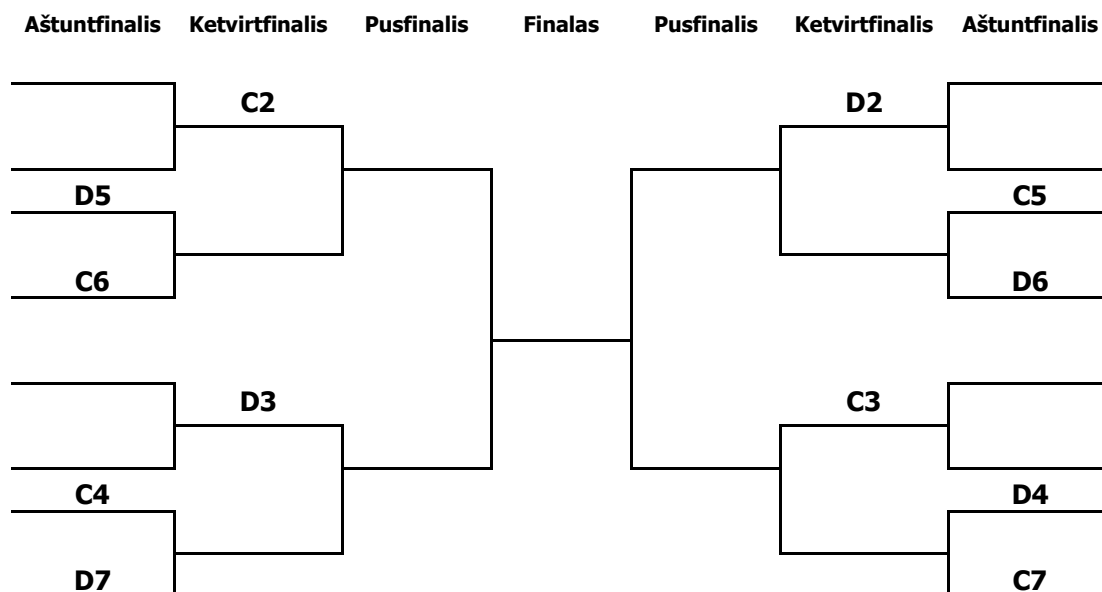 Aštuntfinalis Ketvirtfinalis Pusfinalis Finalas Pusfinalis Ketvirtfinalis Aštuntfinalis
C2 D2
D5 C5
C6 D6
D3 C3
C4 D4
D7 C7